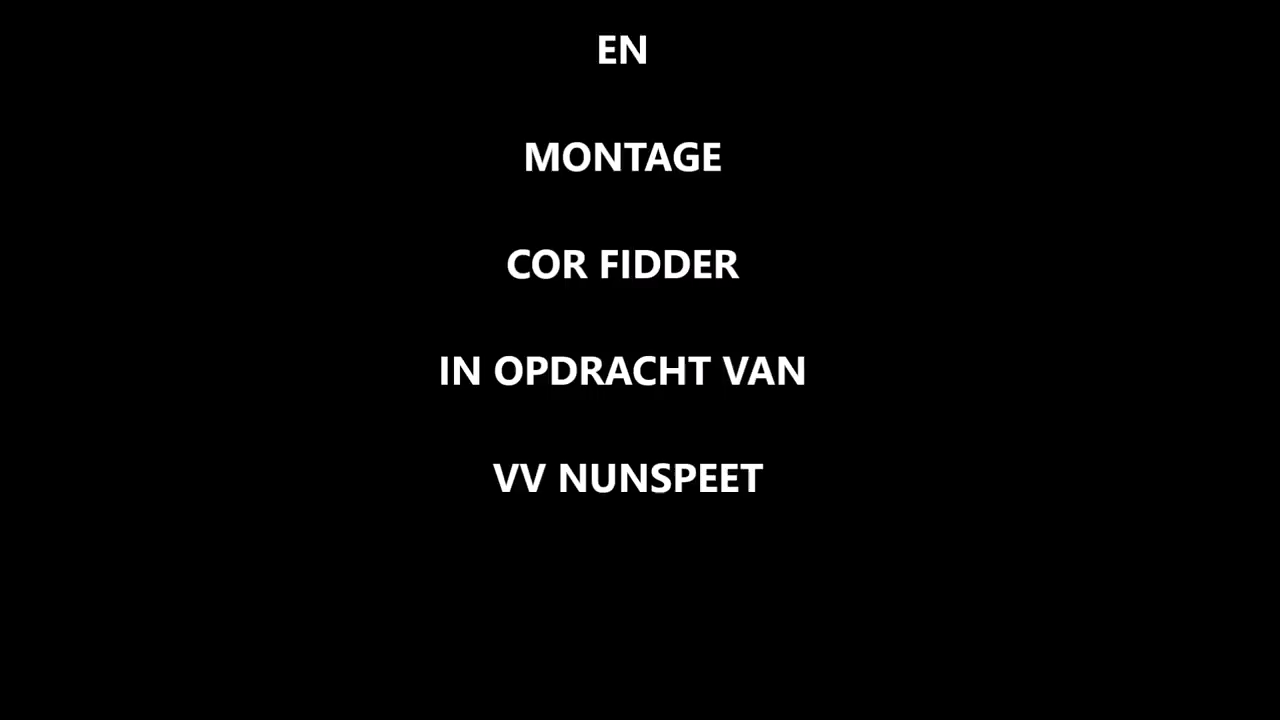 EN
MONTAGE
COR FIDDER
IN OPDRACHT VAN
VV NUNSPEET